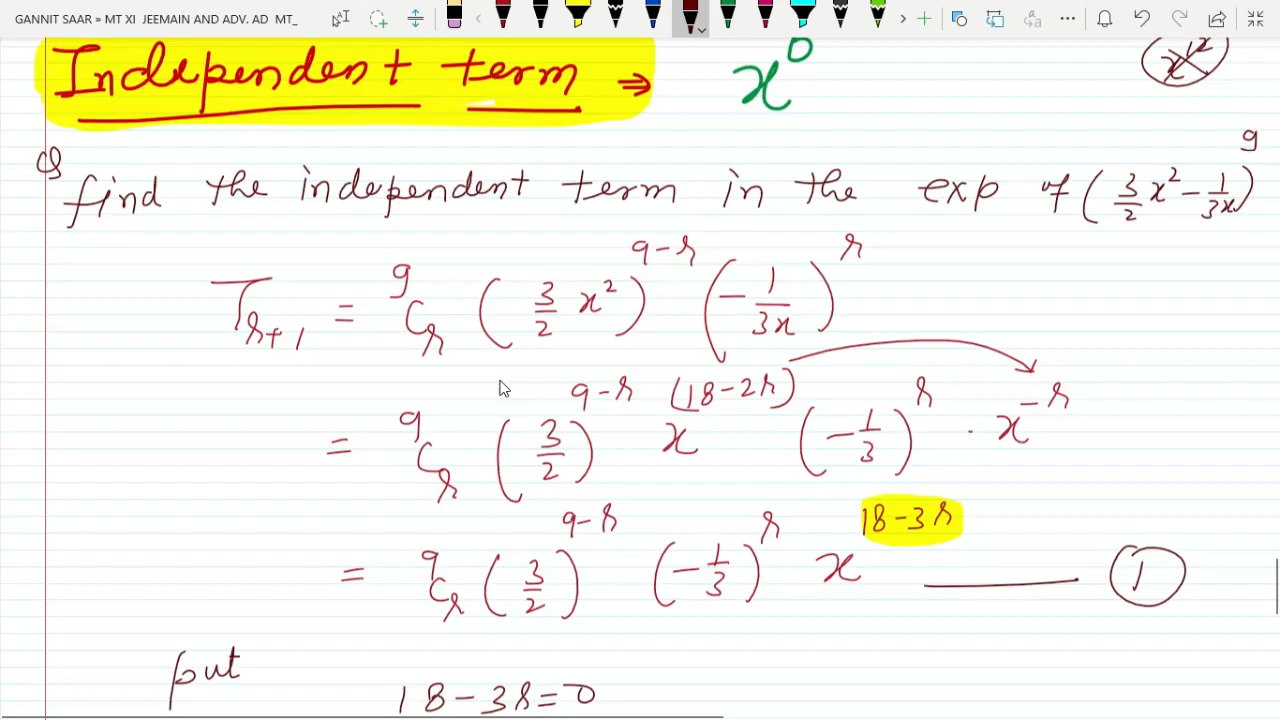 GANNIT SAAR » MT XI JEEMAIN AND ADV. AD MT_
Independent term ⇒ x⁰
Q find the independent term in the exp of (3/2 x² - 1/3x)⁹
T_{r+1} = ⁹C_r (3/2 x²)^{9-r} (-1/3x)^r
= ⁹C_r (3/2)^{9-r} x^{(18-2r)} (-1/3)^r · x^{-r}
= ⁹C_r (3/2)^{9-r} (-1/3)^r x^{18-3r} ——— ①
put
18-3r=0